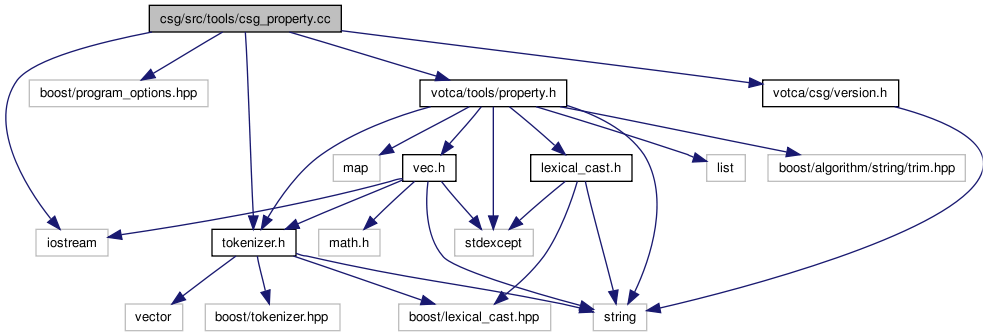 csg/src/tools/csg_property.cc
boost/program_options.hpp
votca/tools/property.h
votca/csg/version.h
map
vec.h
lexical_cast.h
list
boost/algorithm/string/trim.hpp
iostream
tokenizer.h
math.h
stdexcept
vector
boost/tokenizer.hpp
boost/lexical_cast.hpp
string